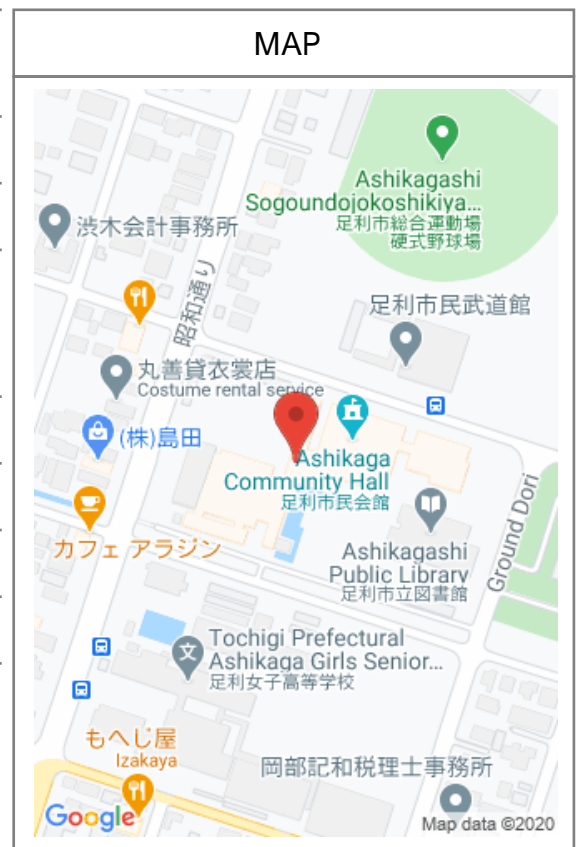 MAP
Ashikagashi
Sogoundojokoshikiya...
足利市総合運動場
硬式野球場
渋木会計事務所
昭和通り
足利市民武道館
丸善貸衣裳店
Costume rental service
(株)島田
Ashikaga
Community Hall
足利市民会館
カフェ アラジン
Ashikagashi
Public Library
足利市立図書館
Ground Dori
Tochigi Prefectural
Ashikaga Girls Senior...
足利女子高等学校
もへじ屋
Izakaya
岡部記和税理士事務所
Google
Map data ©2020